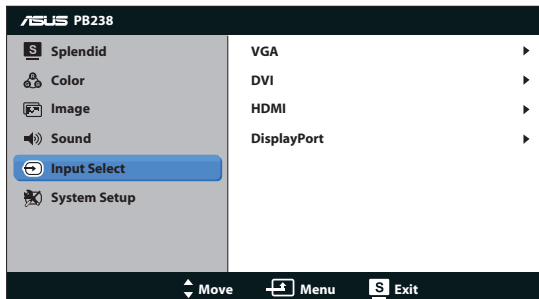 ASUS PB238
S Splendid
Color
Image
Sound
Input Select
System Setup
VGA
DVI
HDMI
DisplayPort
Move Menu S Exit